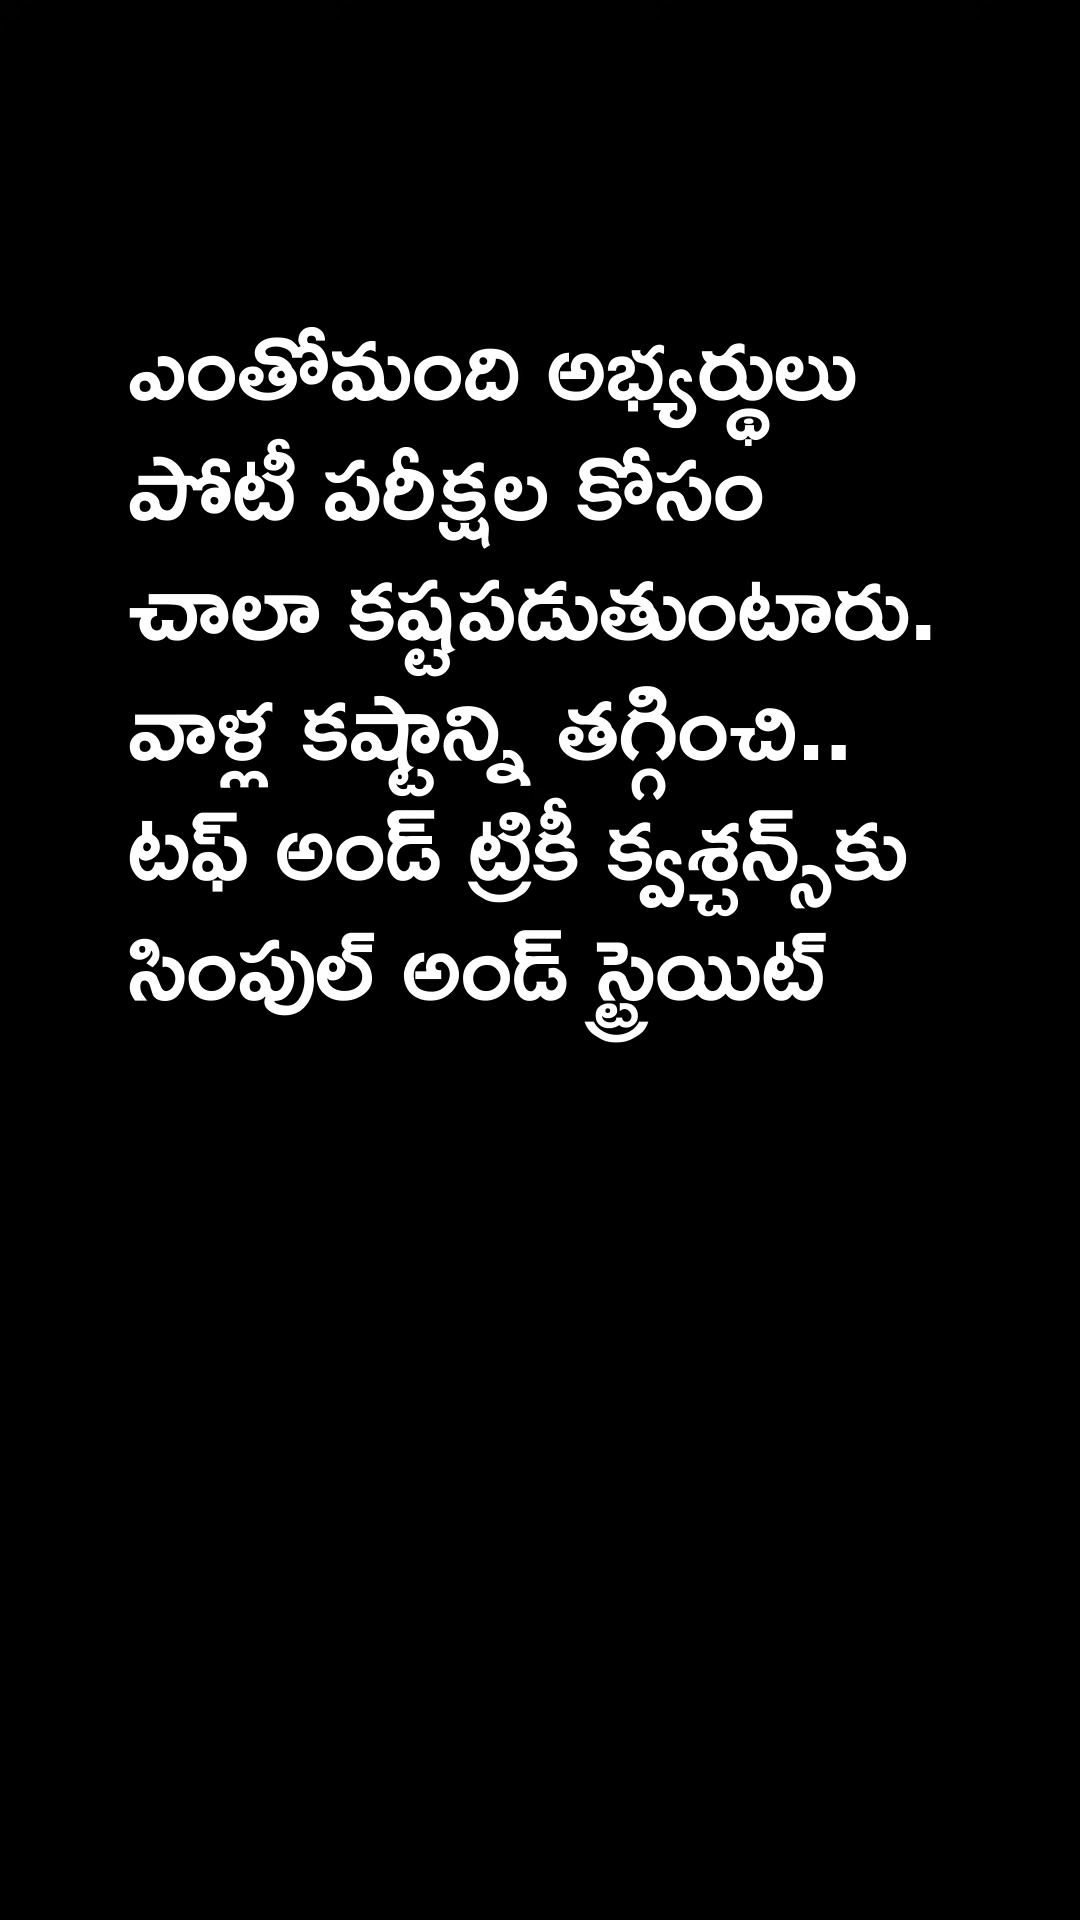 ఎంతోమంది అభ్యర్థులు
పోటీ పరీక్షల కోసం
చాలా కష్టపడుతుంటారు.
వాళ్ల కష్టాన్ని తగ్గించి..
టఫ్ అండ్ ట్రికీ క్వశ్చన్స్‌కు
సింపుల్ అండ్ స్ట్రెయిట్